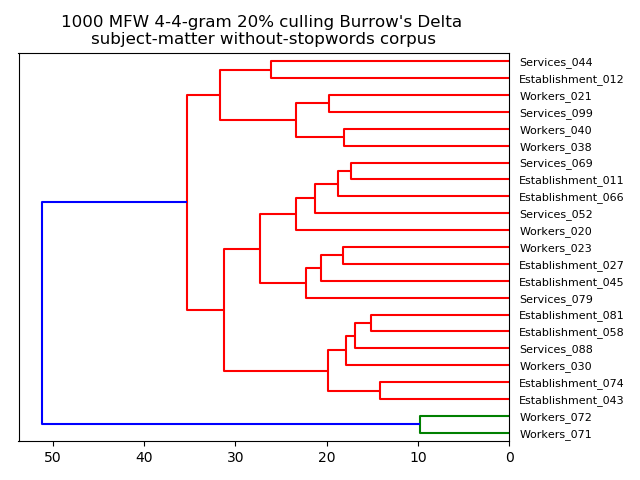 1000 MFW 4-4-gram 20% culling Burrow's Delta
subject-matter without-stopwords corpus
Services_044
Establishment_012
Workers_021
Services_099
Workers_040
Workers_038
Services_069
Establishment_011
Establishment_066
Services_052
Workers_020
Workers_023
Establishment_027
Establishment_045
Services_079
Establishment_081
Establishment_058
Services_088
Workers_030
Establishment_074
Establishment_043
Workers_072
Workers_071
50 40 30 20 10 0